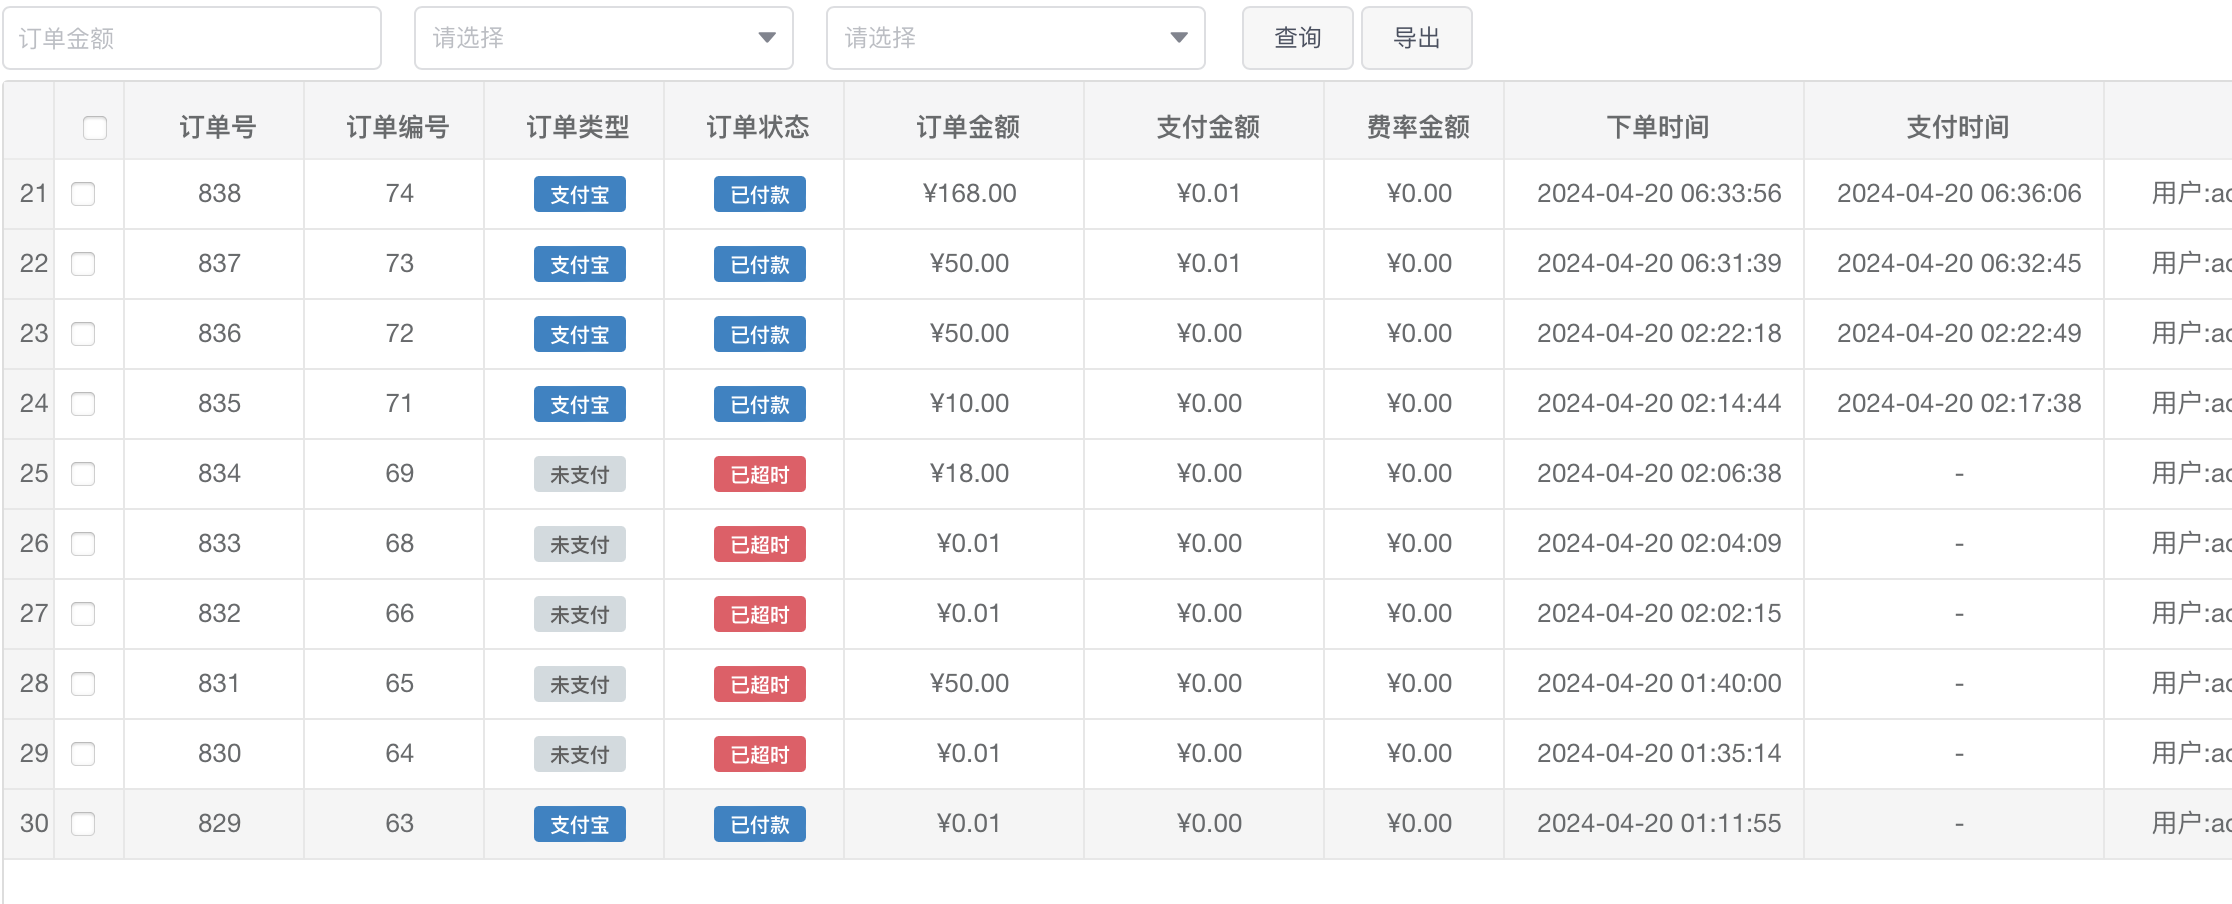 订单金额 请选择 请选择 查询 导出
订单号 订单编号 订单类型 订单状态 订单金额 支付金额 费率金额 下单时间 支付时间
21 838 74 支付宝 已付款 ¥168.00 ¥0.01 ¥0.00 2024-04-20 06:33:56 2024-04-20 06:36:06 用户:
22 837 73 支付宝 已付款 ¥50.00 ¥0.01 ¥0.00 2024-04-20 06:31:39 2024-04-20 06:32:45 用户:
23 836 72 支付宝 已付款 ¥50.00 ¥0.00 ¥0.00 2024-04-20 02:22:18 2024-04-20 02:22:49 用户:
24 835 71 支付宝 已付款 ¥10.00 ¥0.00 ¥0.00 2024-04-20 02:14:44 2024-04-20 02:17:38 用户:
25 834 69 未支付 已超时 ¥18.00 ¥0.00 ¥0.00 2024-04-20 02:06:38 - 用户:
26 833 68 未支付 已超时 ¥0.01 ¥0.00 ¥0.00 2024-04-20 02:04:09 - 用户:
27 832 66 未支付 已超时 ¥0.01 ¥0.00 ¥0.00 2024-04-20 02:02:15 - 用户:
28 831 65 未支付 已超时 ¥50.00 ¥0.00 ¥0.00 2024-04-20 01:40:00 - 用户:
29 830 64 未支付 已超时 ¥0.01 ¥0.00 ¥0.00 2024-04-20 01:35:14 - 用户:
30 829 63 支付宝 已付款 ¥0.01 ¥0.00 ¥0.00 2024-04-20 01:11:55 - 用户: